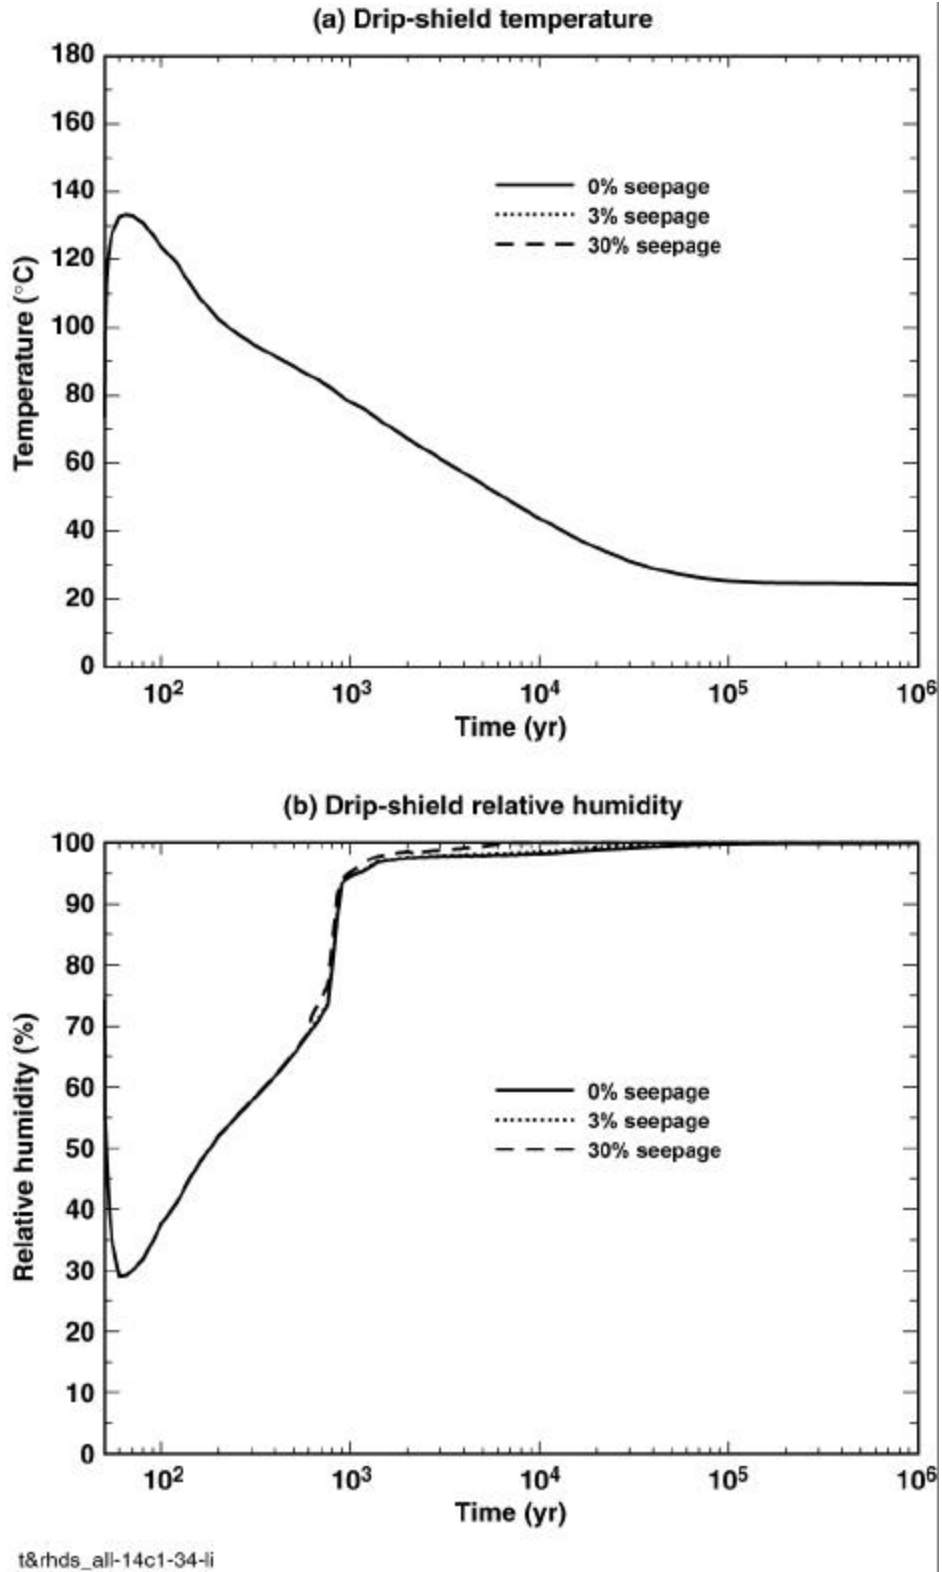 (a) Drip-shield temperature
180
160
140
120
100
80
60
40
20
0
Temperature (°C)
0% seepage
3% seepage
30% seepage
10² 10³ 10⁴ 10⁵ 10⁶
Time (yr)
(b) Drip-shield relative humidity
100
90
80
70
60
50
40
30
20
10
0
Relative humidity (%)
0% seepage
3% seepage
30% seepage
10² 10³ 10⁴ 10⁵ 10⁶
Time (yr)
t&rhds_all-14c1-34-li